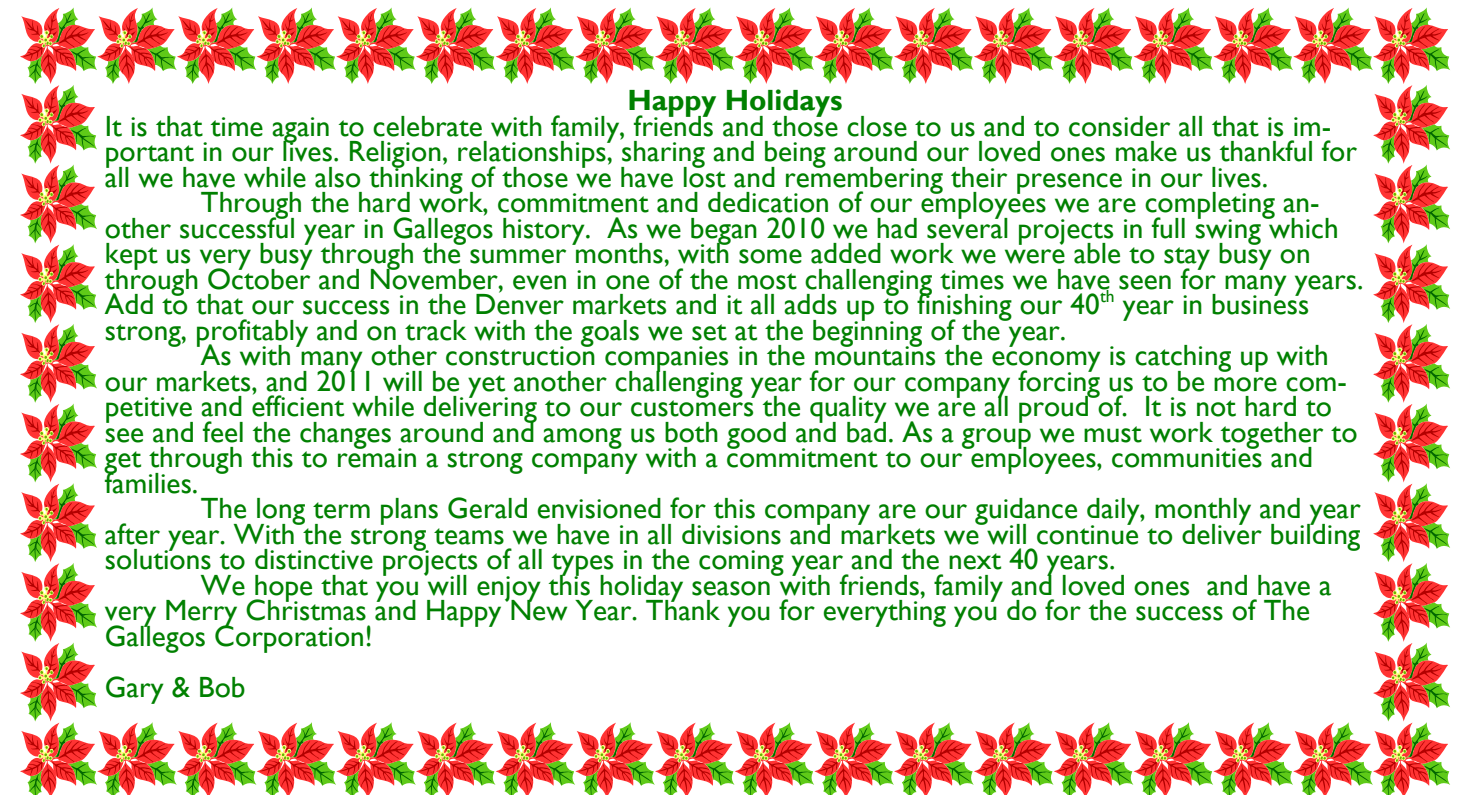 Happy Holidays
It is that time again to celebrate with family, friends and those close to us and to consider all that is im-
portant in our lives. Religion, relationships, sharing and being around our loved ones make us thankful for
all we have while also thinking of those we have lost and remembering their presence in our lives.
Through the hard work, commitment and dedication of our employees we are completing an-
other successful year in Gallegos history.  As we began 2010 we had several projects in full swing which
kept us very busy through the summer months, with some added work we were able to stay busy on
through October and November, even in one of the most challenging times we have seen for many years.
Add to that our success in the Denver markets and it all adds up to finishing our 40th year in business
strong, profitably and on track with the goals we set at the beginning of the year.
As with many other construction companies in the mountains the economy is catching up with
our markets, and 2011 will be yet another challenging year for our company forcing us to be more com-
petitive and efficient while delivering to our customers the quality we are all proud of.  It is not hard to
see and feel the changes around and among us both good and bad. As a group we must work together to
get through this to remain a strong company with a commitment to our employees, communities and
families.
The long term plans Gerald envisioned for this company are our guidance daily, monthly and year
after year. With the strong teams we have in all divisions and markets we will continue to deliver building
solutions to distinctive projects of all types in the coming year and the next 40 years.
We hope that you will enjoy this holiday season with friends, family and loved ones  and have a
very Merry Christmas and Happy New Year. Thank you for everything you do for the success of The
Gallegos Corporation!
Gary & Bob